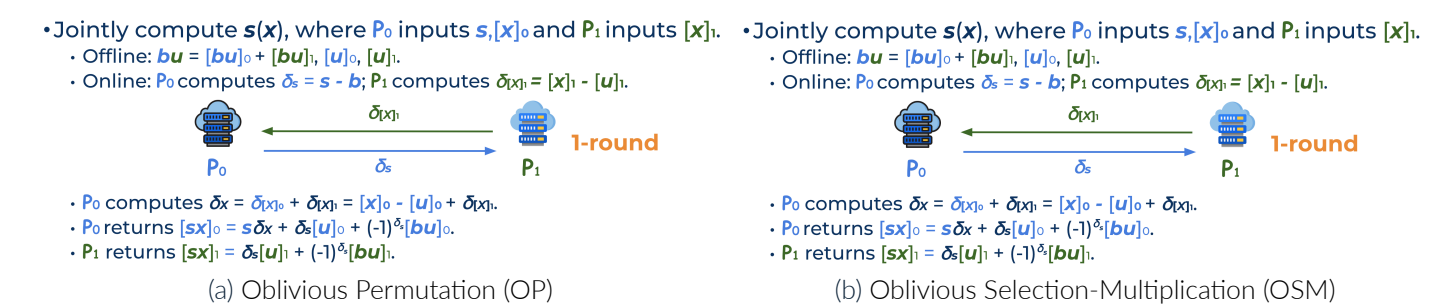 •Jointly compute s(x), where P₀ inputs s,[x]₀ and P₁ inputs [x]₁.
• Offline: bu = [bu]₀ + [bu]₁, [u]₀, [u]₁.
• Online: P₀ computes δₛ = s - b; P₁ computes δ[x]₁ = [x]₁ - [u]₁.
δ[x]₁
1-round
P₀ δₛ P₁
• P₀ computes δx = δ[x]₀ + δ[x]₁ = [x]₀ - [u]₀ + δ[x]₁.
• P₀ returns [sx]₀ = sδx + δₛ[u]₀ + (-1)^δₛ[bu]₀.
• P₁ returns [sx]₁ = δₛ[u]₁ + (-1)^δₛ[bu]₁.
(a) Oblivious Permutation (OP)
•Jointly compute s(x), where P₀ inputs s,[x]₀ and P₁ inputs [x]₁.
• Offline: bu = [bu]₀ + [bu]₁, [u]₀, [u]₁.
• Online: P₀ computes δₛ = s - b; P₁ computes δ[x]₁ = [x]₁ - [u]₁.
δ[x]₁
1-round
P₀ δₛ P₁
• P₀ computes δx = δ[x]₀ + δ[x]₁ = [x]₀ - [u]₀ + δ[x]₁.
• P₀ returns [sx]₀ = sδx + δₛ[u]₀ + (-1)^δₛ[bu]₀.
• P₁ returns [sx]₁ = δₛ[u]₁ + (-1)^δₛ[bu]₁.
(b) Oblivious Selection-Multiplication (OSM)